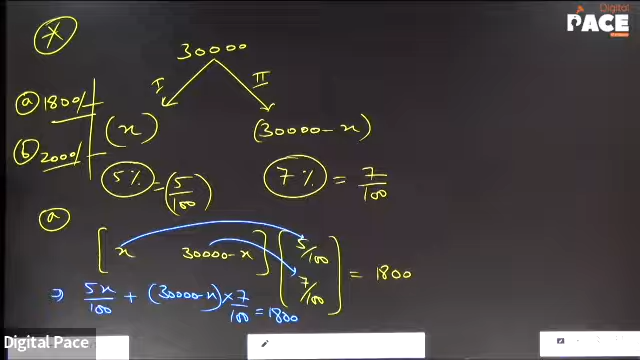 Digital
PACE
30000
I II
(a) 1800/-
(x) (30000-x)
(b) 2000/-
5% = (5/100) 7% = 7/100
(a)
[x 30000-x] [5/100 7/100] = 1800
⇒ 5x/100 + (30000-x) × 7/100 = 1800
Digital Pace